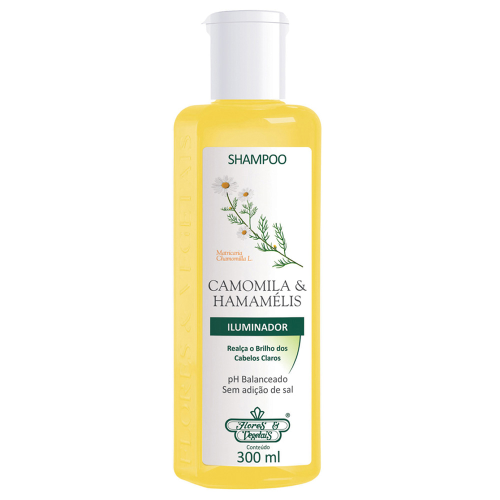 SHAMPOO
Matricaria
Chamomilla L.
CAMOMILA &
HAMAMÉLIS
ILUMINADOR
Realça o Brilho dos
Cabelos Claros
pH Balanceado
Sem adição de sal
Flores &
Vegetais
®
Conteúdo
300 ml